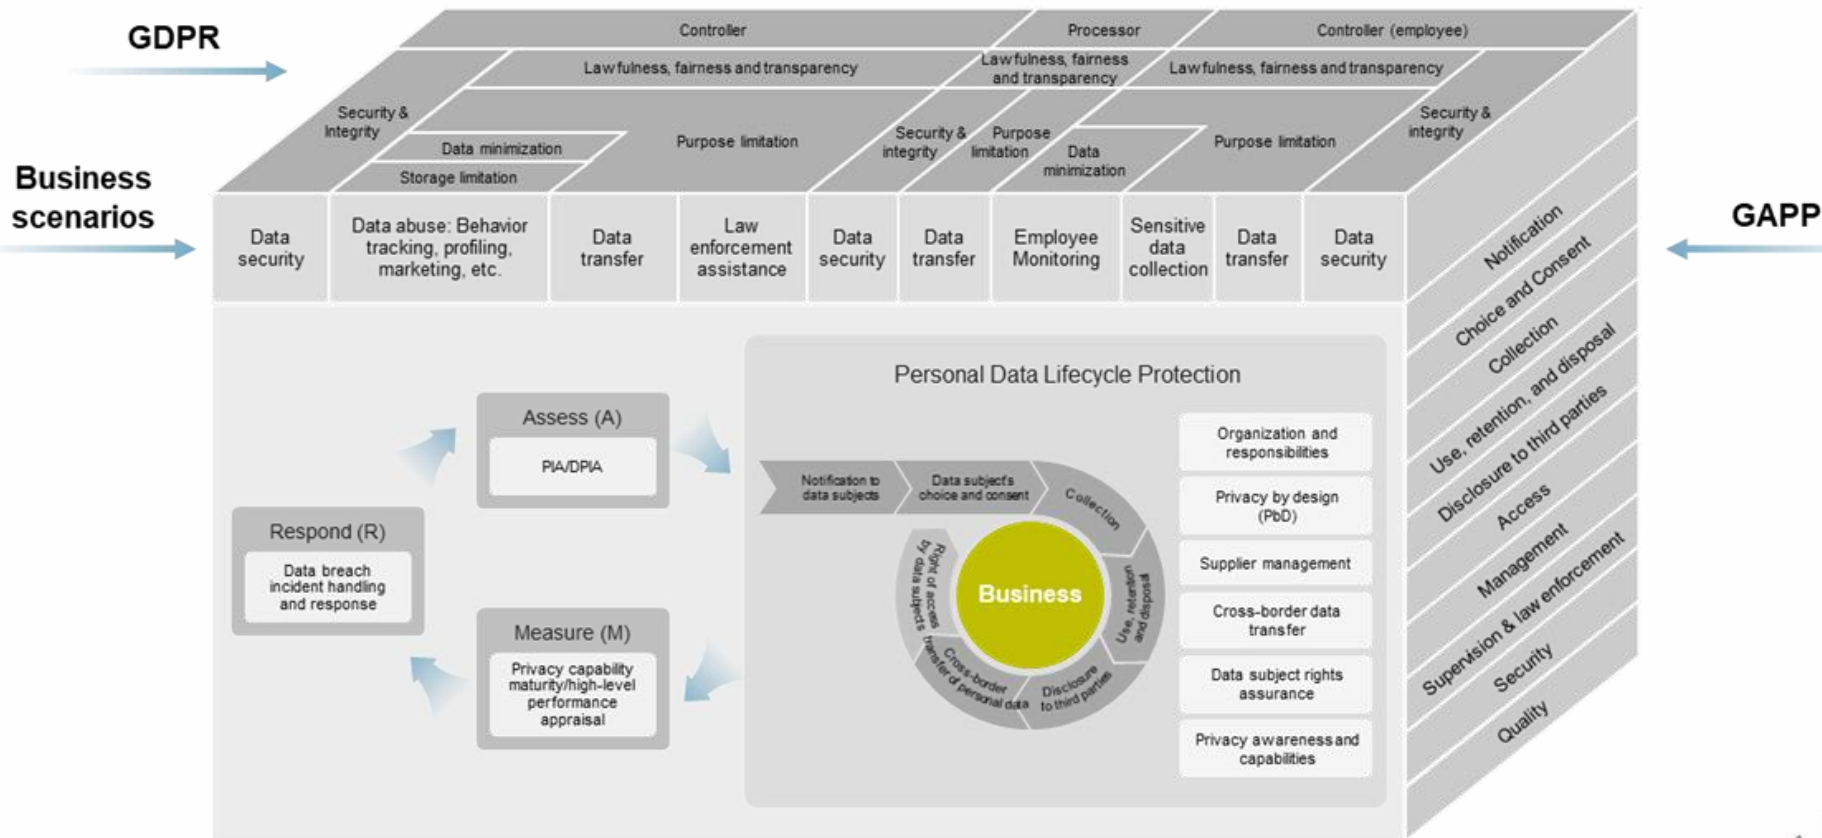 GDPR
Controller
Processor
Controller (employee)
Lawfulness, fairness and transparency
Lawfulness, fairness
and transparency
Lawfulness, fairness and transparency
Security &
Integrity
Data minimization
Storage limitation
Purpose limitation
Security &
integrity
Purpose
limitation
Data
minimization
Purpose limitation
Security &
integrity
Business
scenarios
Data
security
Data abuse: Behavior
tracking, profiling,
marketing, etc.
Data
transfer
Law
enforcement
assistance
Data
security
Data
transfer
Employee
Monitoring
Sensitive
data
collection
Data
transfer
Data
security
GAPP
Notification
Choice and Consent
Collection
Use, retention, and disposal
Disclosure to third parties
Access
Management
Supervision & law enforcement
Security
Quality
Assess (A)
PIA/DPIA
Respond (R)
Data breach
incident handling
and response
Measure (M)
Privacy capability
maturity/high-level
performance
appraisal
Personal Data Lifecycle Protection
Notification to
data subjects
Data subject's
choice and consent
Collection
Use, retention
and disposal
Disclosure
to third parties
Cross-border
transfer of personal data
Right of access
by data subjects
Business
Organization and
responsibilities
Privacy by design
(PbD)
Supplier management
Cross-border data
transfer
Data subject rights
assurance
Privacy awareness and
capabilities